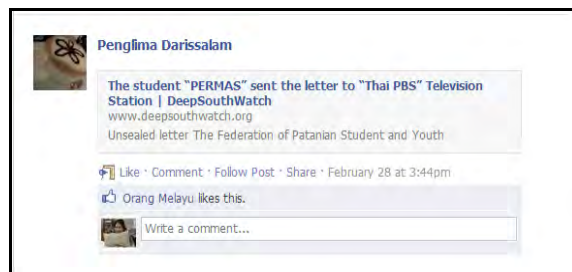 Penglima Darissalam
The student “PERMAS” sent the letter to “Thai PBS” Television
Station | DeepSouthWatch
www.deepsouthwatch.org
Unsealed letter The Federation of Patanian Student and Youth
Like · Comment · Follow Post · Share · February 28 at 3:44pm
Orang Melayu likes this.
Write a comment...